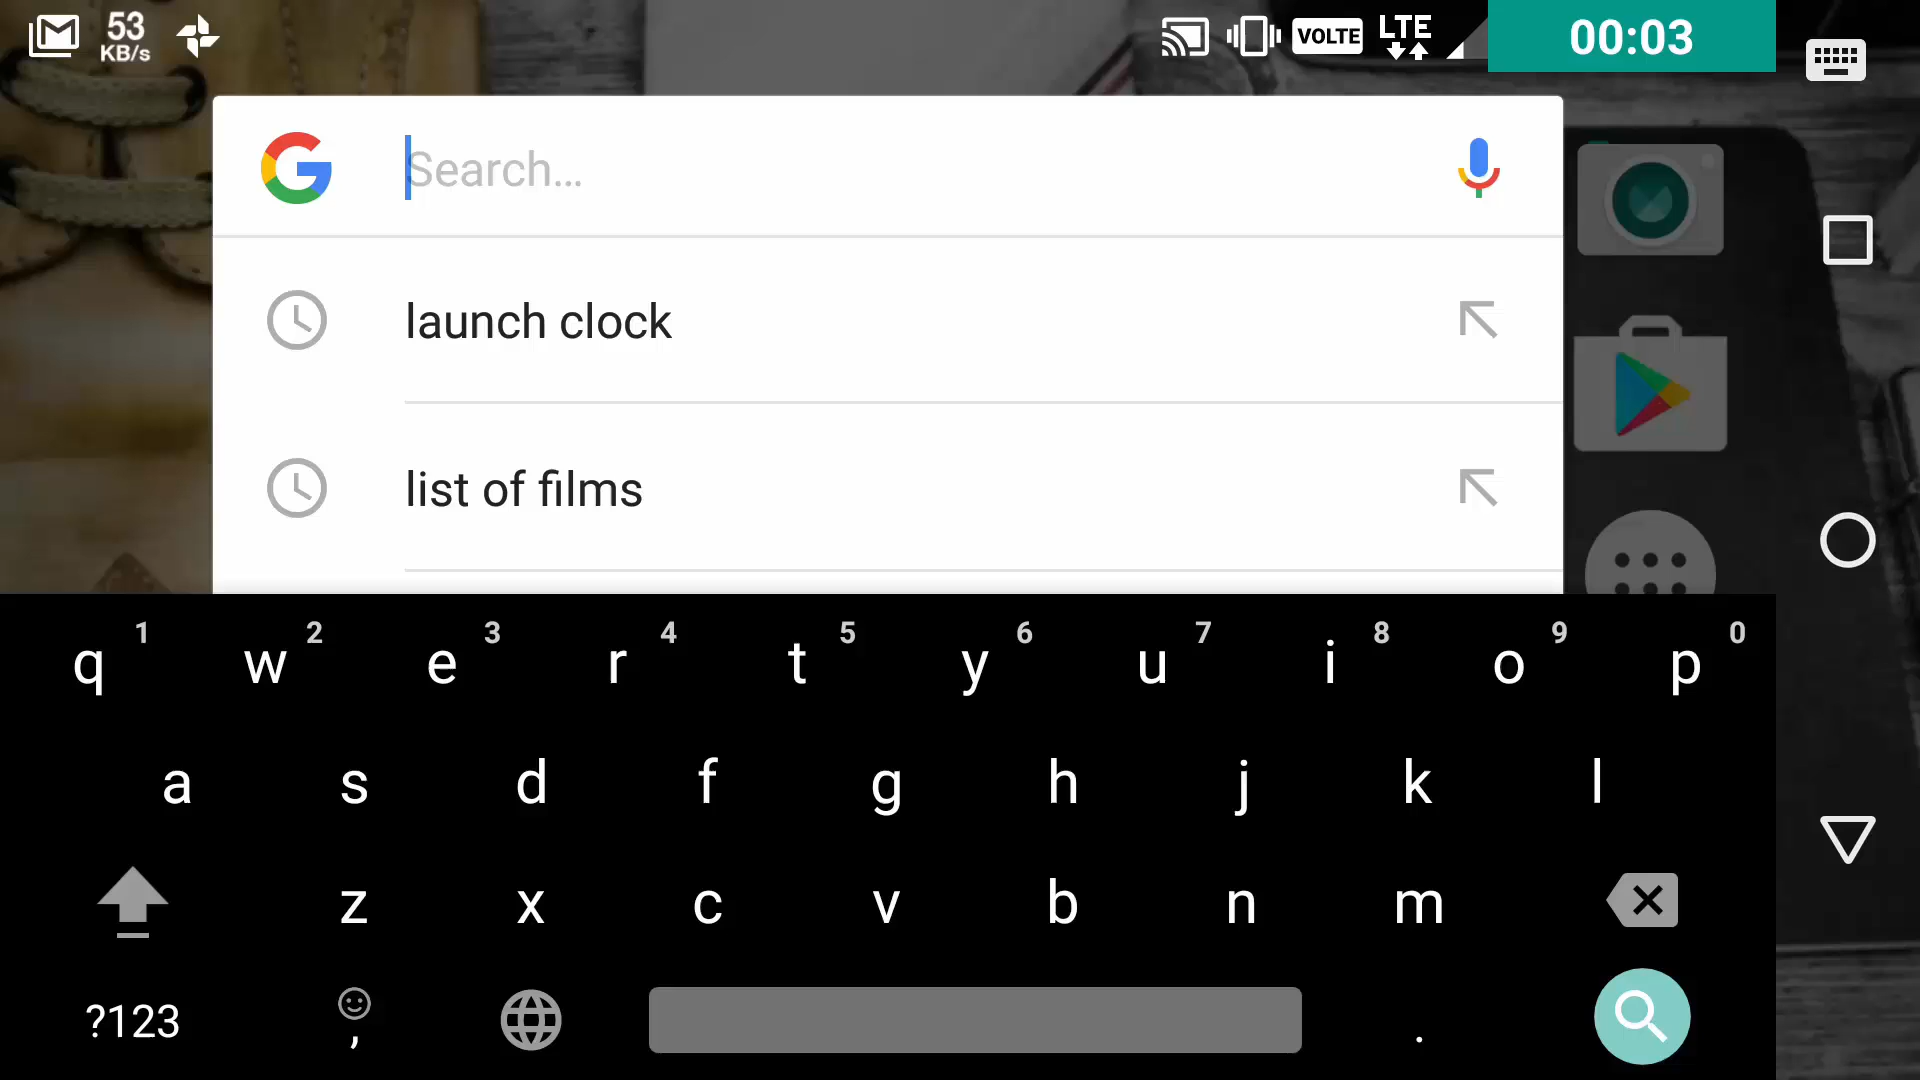 53
KB/s
VOLTE
LTE
00:03
Search…
launch clock
list of films
q 1 w 2 e 3 r 4 t 5 y 6 u 7 i 8 o 9 p 0
a s d f g h j k l
z x c v b n m
?123 , .